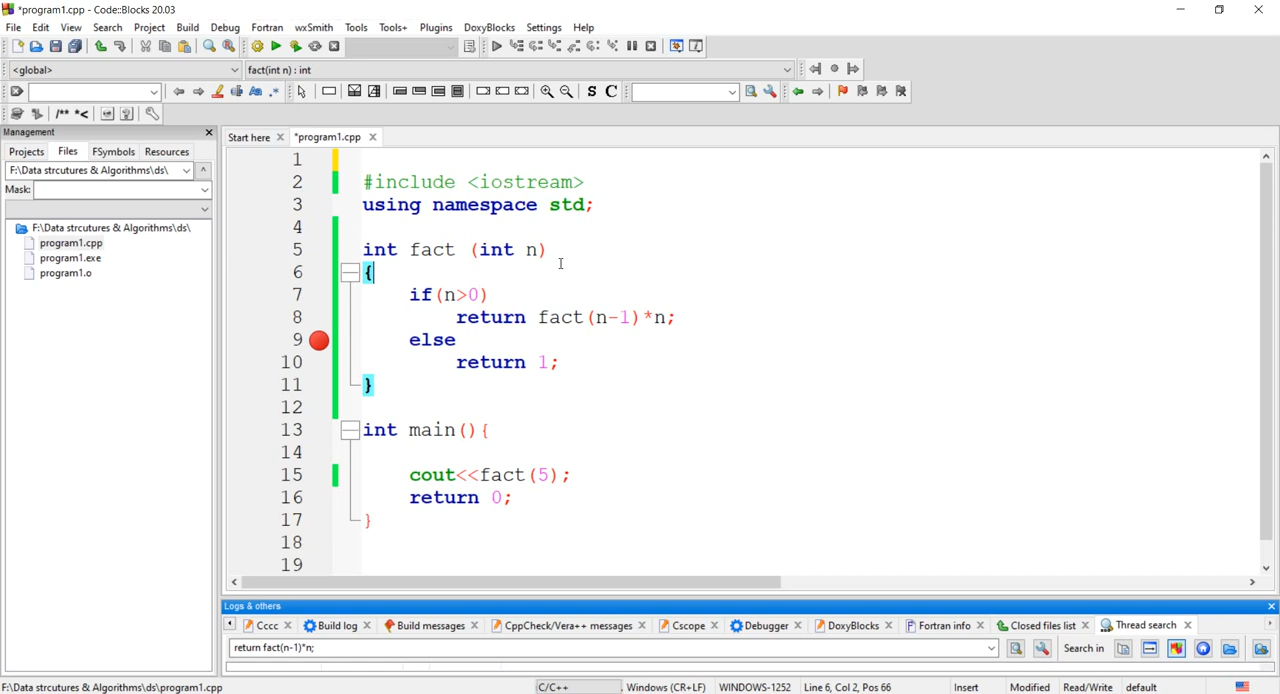 *program1.cpp - Code::Blocks 20.03
File Edit View Search Project Build Debug Fortran wxSmith Tools Tools+ Plugins DoxyBlocks Settings Help
<global> fact(int n) : int
/** *< 
S C
Management
Projects Files FSymbols Resources
F:\Data strcutures & Algorithms\ds\
Mask:
F:\Data strcutures & Algorithms\ds\
program1.cpp
program1.exe
program1.o
Start here *program1.cpp
1
2 #include <iostream>
3 using namespace std;
4
5 int fact (int n)
6 {
7 if(n>0)
8 return fact(n-1)*n;
9 else
10 return 1;
11 }
12
13 int main(){
14
15 cout<<fact(5);
16 return 0;
17 }
18
19
Logs & others
Cccc Build log Build messages CppCheck/Vera++ messages Cscope Debugger DoxyBlocks Fortran info Closed files list Thread search
return fact(n-1)*n; Search in
F:\Data strcutures & Algorithms\ds\program1.cpp C/C++ Windows (CR+LF) WINDOWS-1252 Line 6, Col 2, Pos 66 Insert Modified Read/Write default